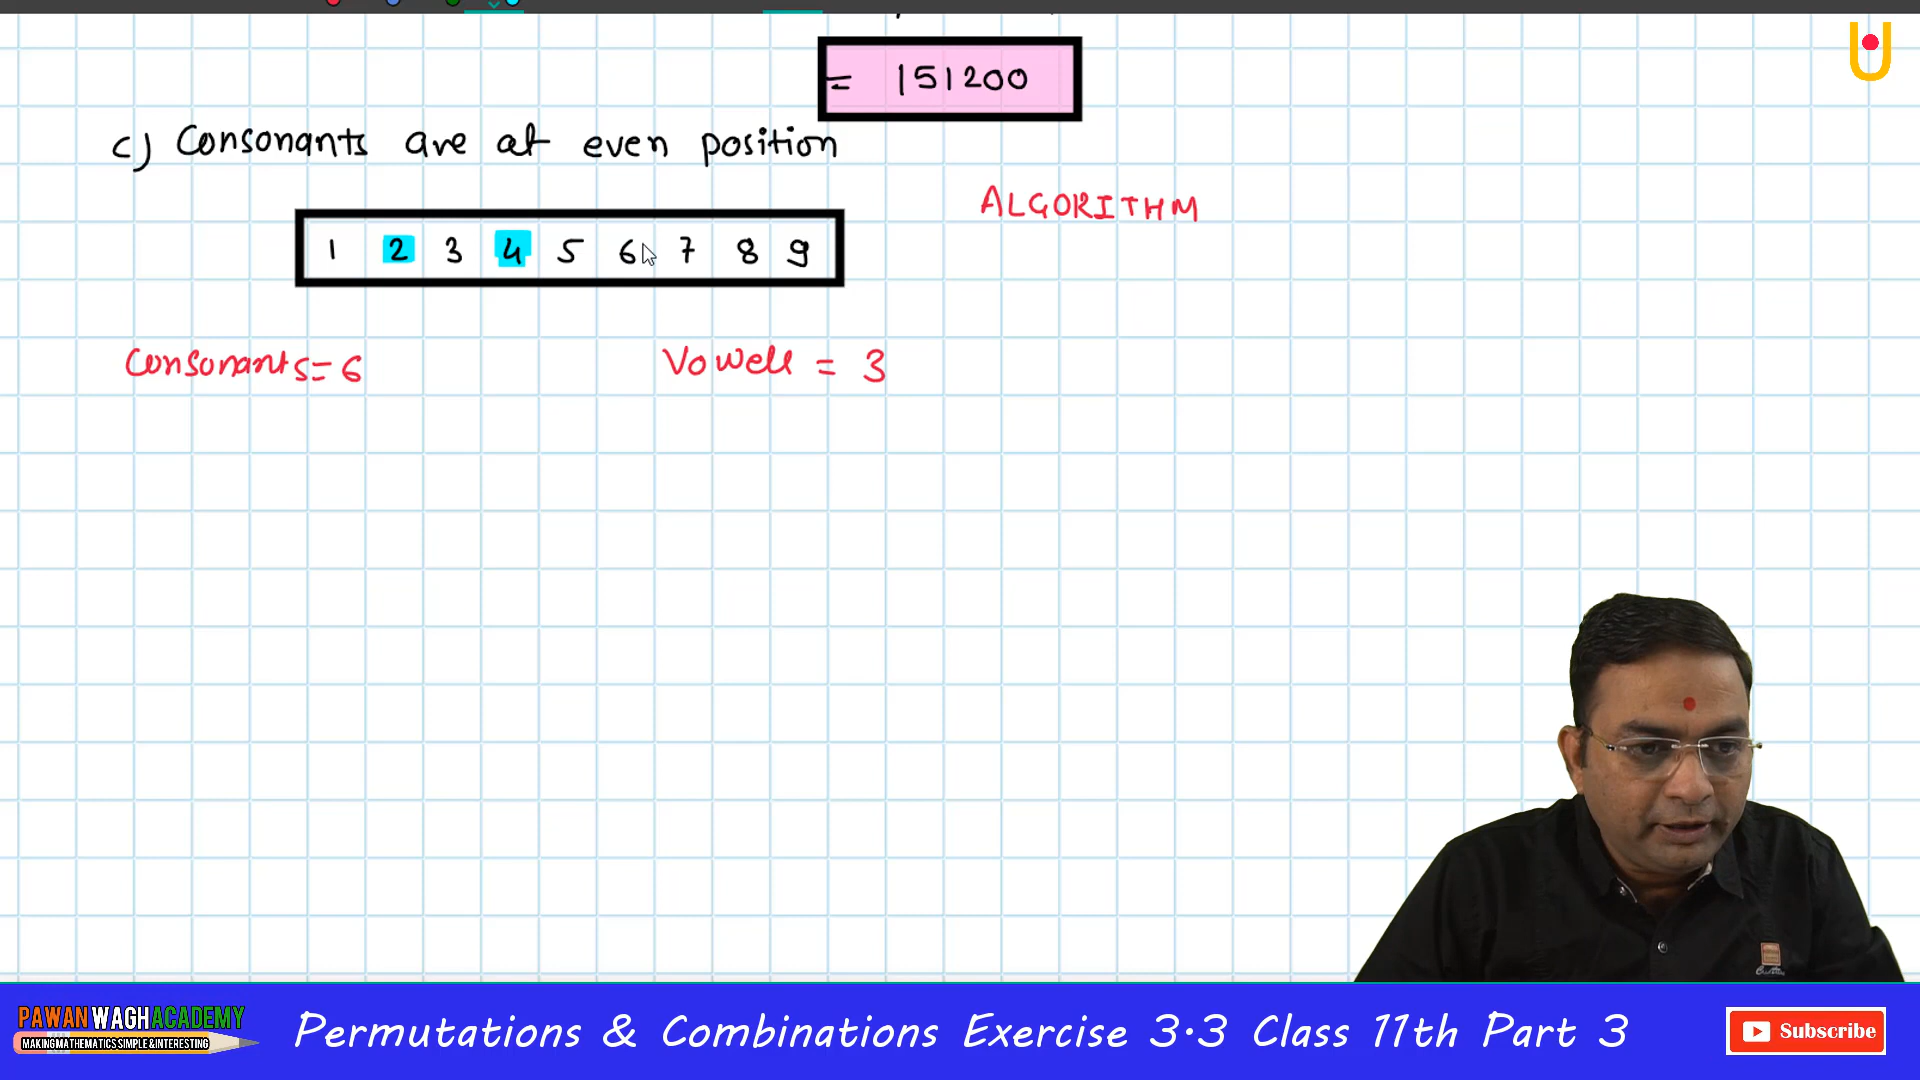 = 151200
c) Consonants are at even position
ALGORITHM
1 2 3 4 5 6 7 8 9
Consonants = 6
Vowels = 3
PAWAN WAGH ACADEMY
MAKING MATHEMATICS SIMPLE & INTERESTING
Permutations & Combinations Exercise 3.3 Class 11th Part 3
Subscribe